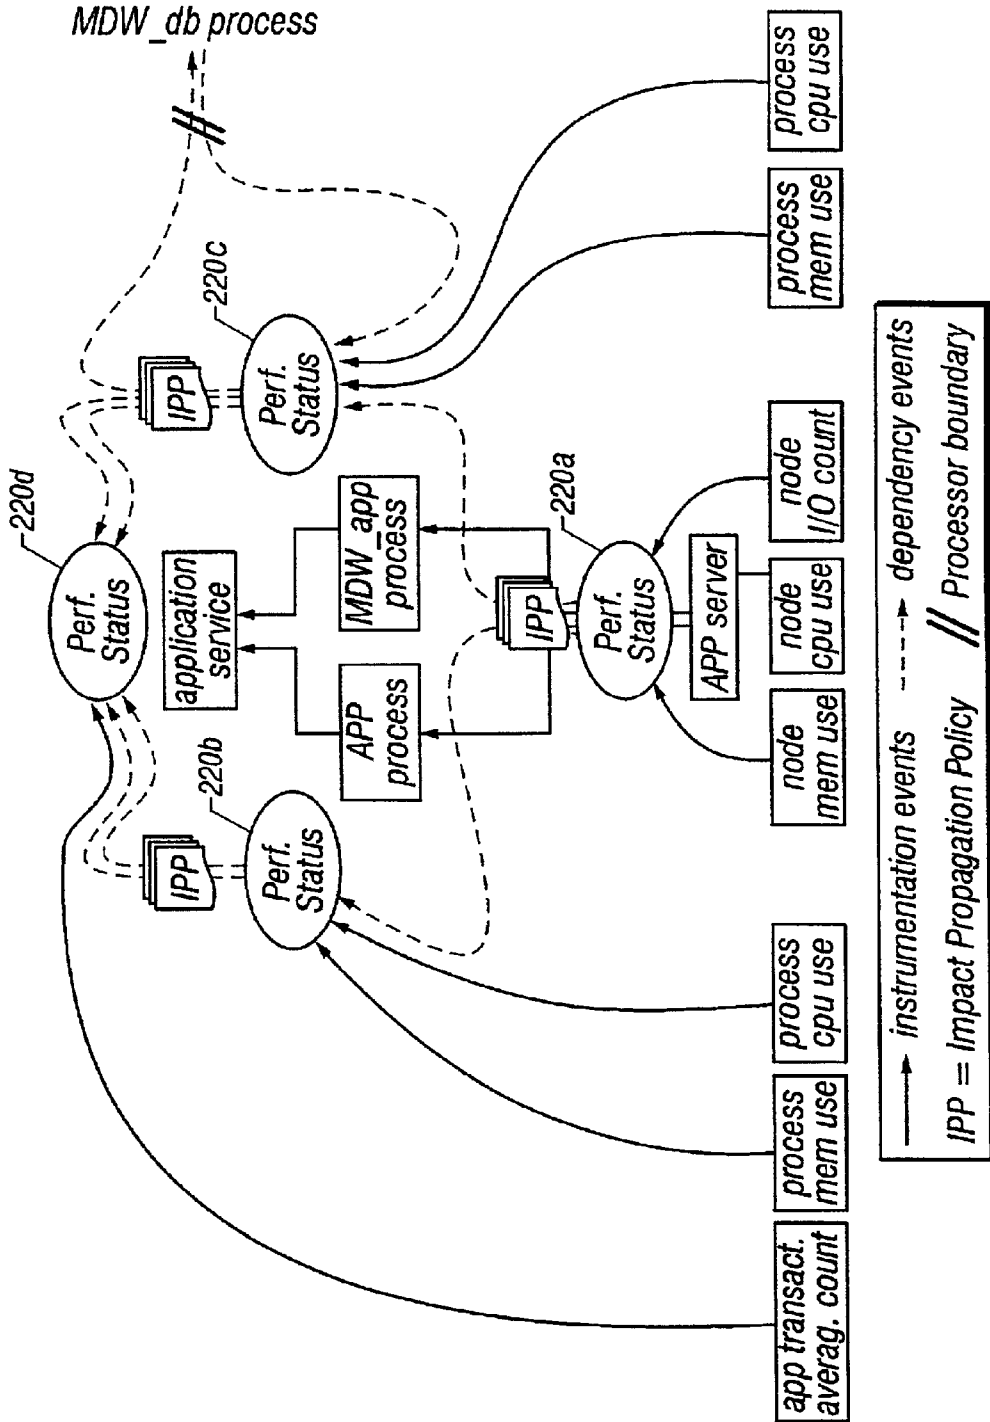 MDW_db process
220d
Perf.
Status
220b
Perf.
Status
IPP
application
service
220c
Perf.
Status
IPP
APP
process
MDW_app
process
IPP
220a
Perf.
Status
APP server
app transact.
averag. count
process
mem use
process
cpu use
node
mem use
node
cpu use
node
I/O count
process
mem use
process
cpu use
instrumentation events
dependency events
IPP = Impact Propagation Policy
// Processor boundary